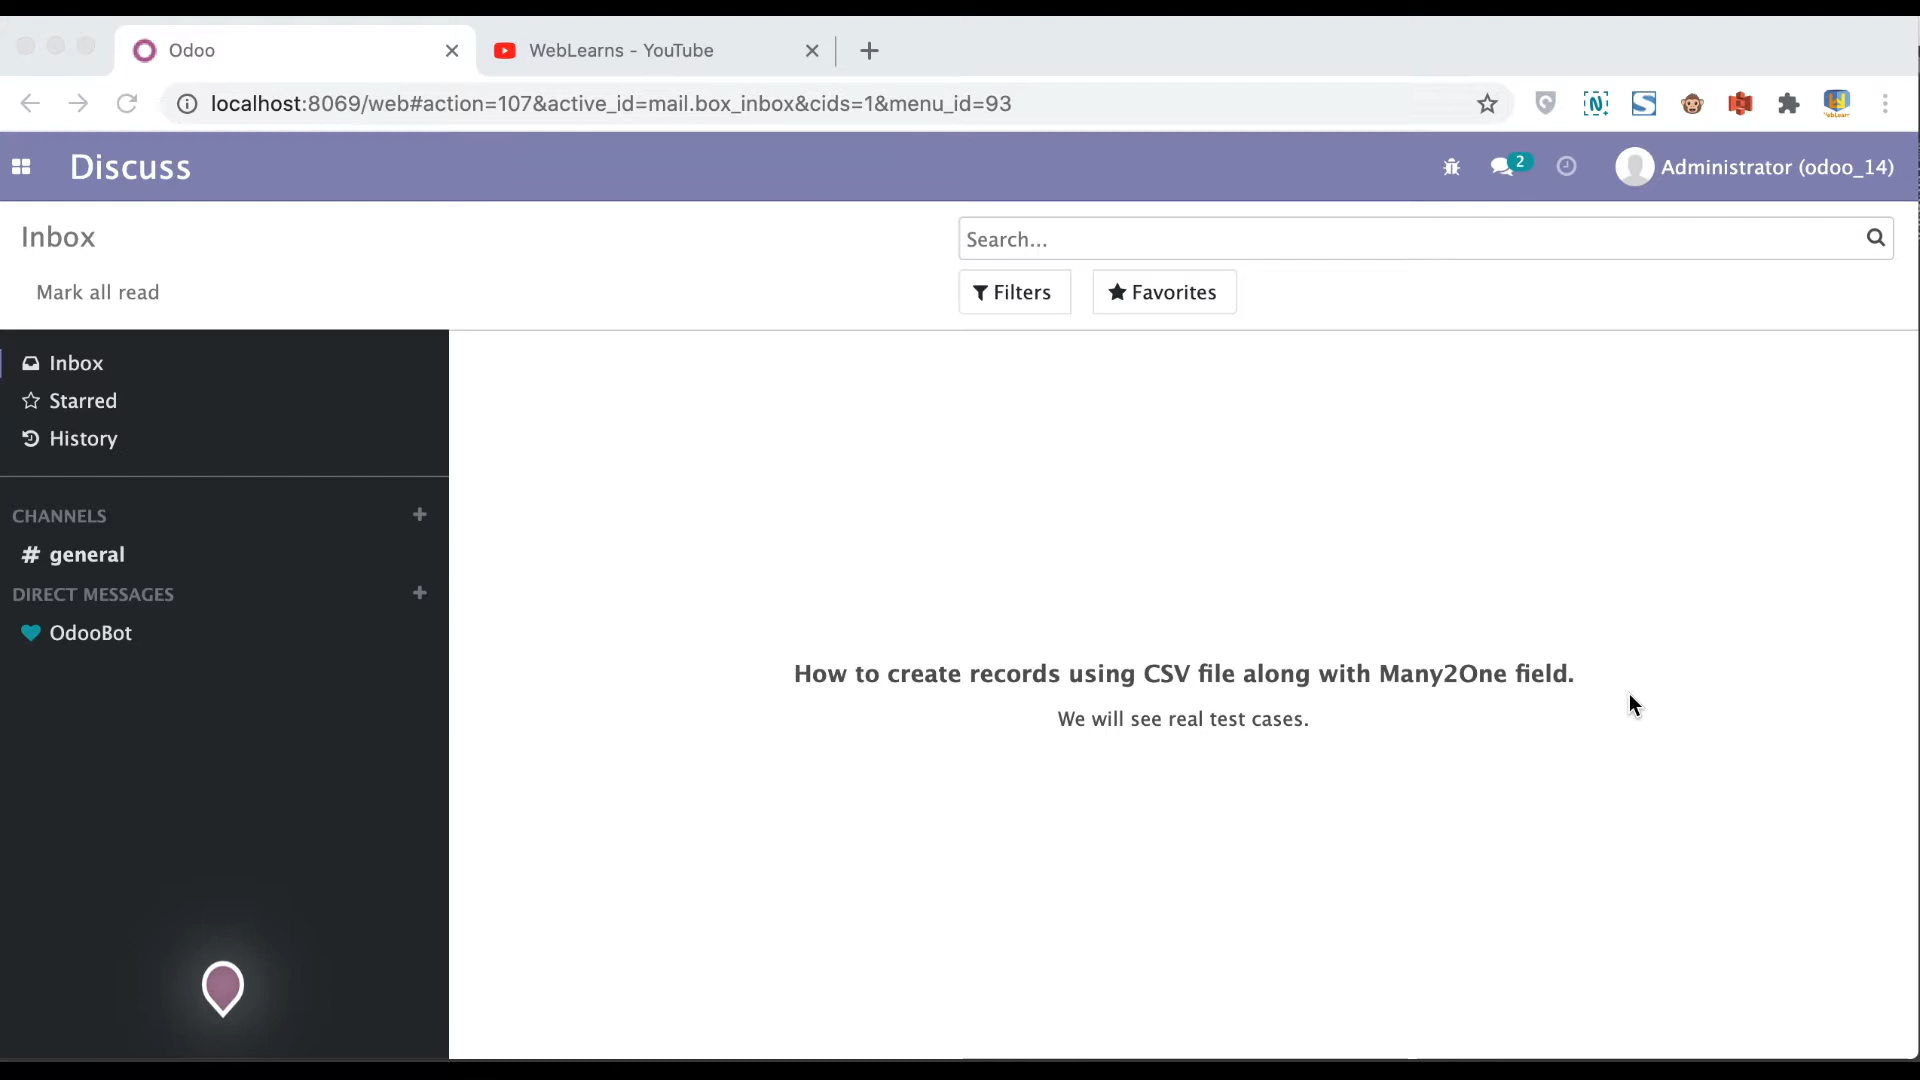 Odoo
WebLearns - YouTube
localhost:8069/web#action=107&active_id=mail.box_inbox&cids=1&menu_id=93
Discuss
2
Administrator (odoo_14)
Inbox
Search...
Mark all read
Filters
Favorites
Inbox
Starred
History
CHANNELS
# general
DIRECT MESSAGES
OdooBot
How to create records using CSV file along with Many2One field.
We will see real test cases.